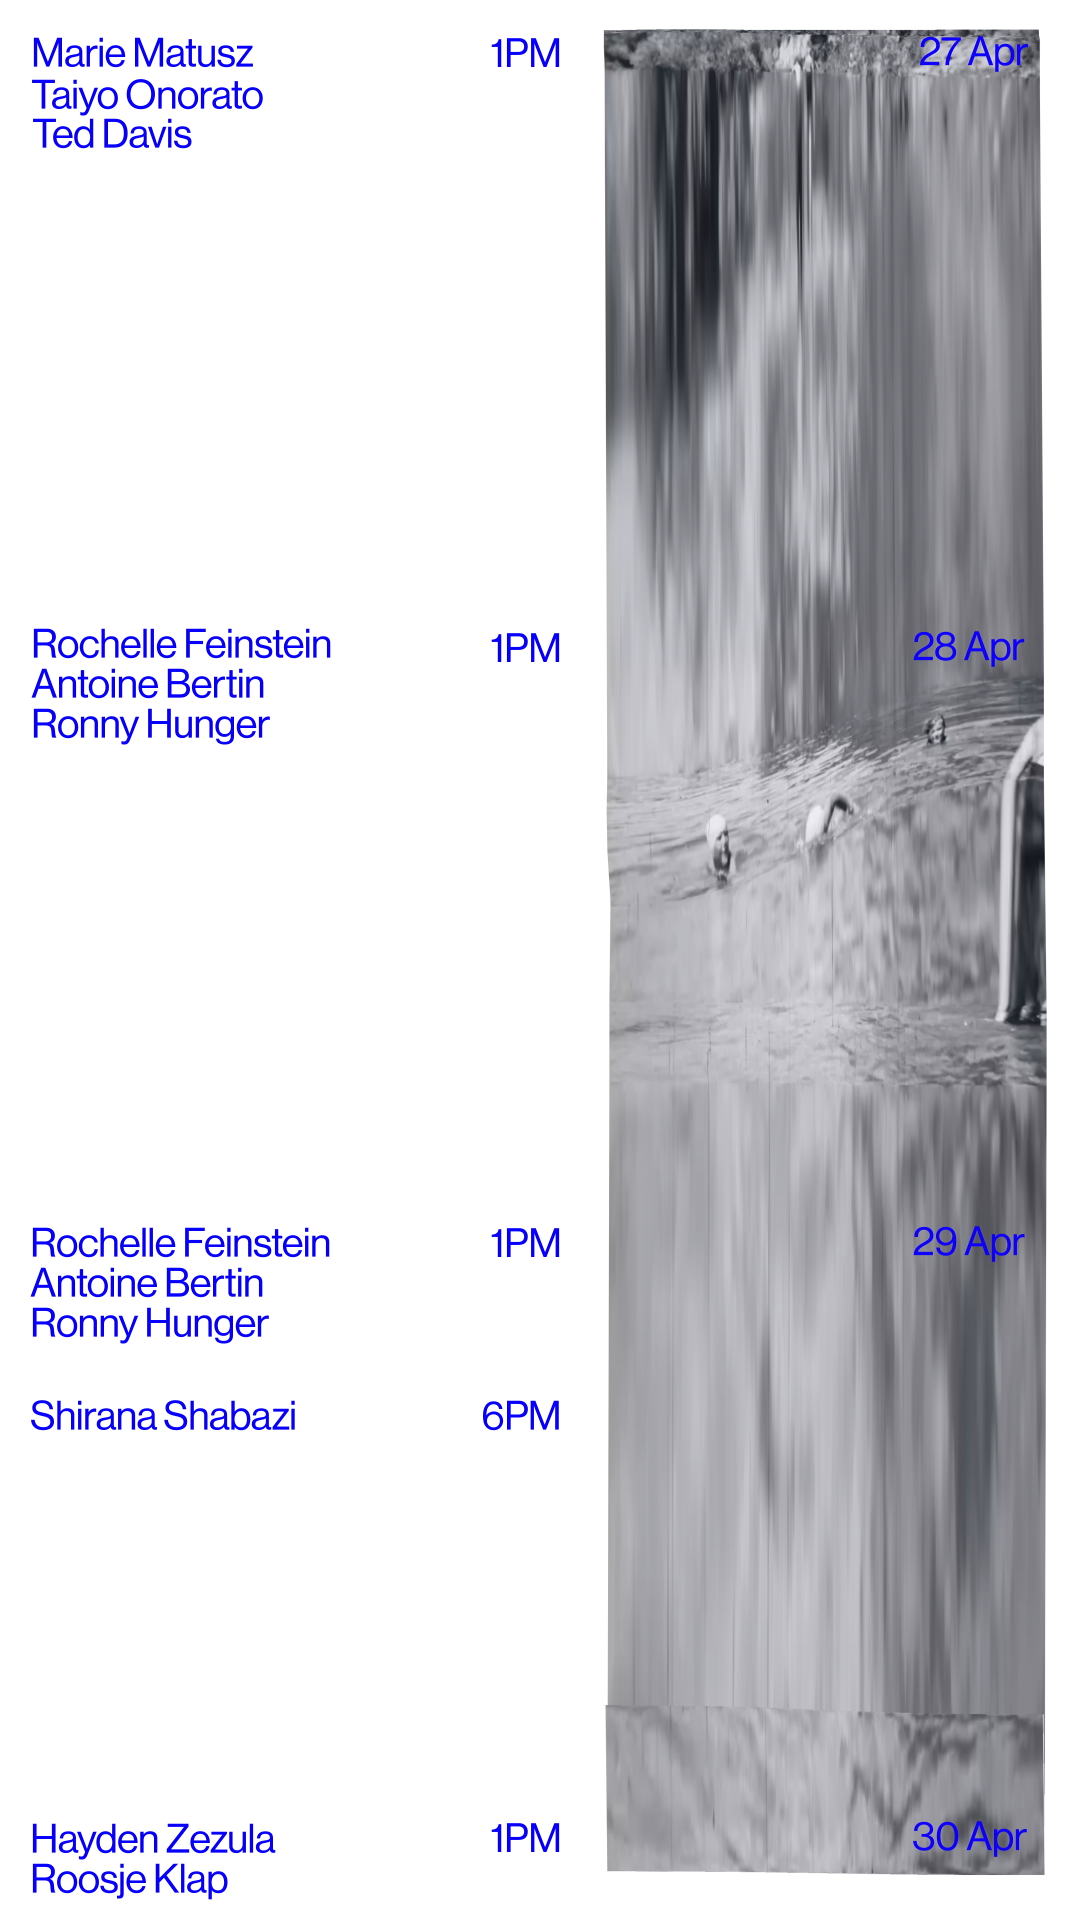 Marie Matusz 1PM 27 Apr
Taiyo Onorato
Ted Davis
Rochelle Feinstein 1PM 28 Apr
Antoine Bertin
Ronny Hunger
Rochelle Feinstein 1PM 29 Apr
Antoine Bertin
Ronny Hunger
Shirana Shabazi 6PM
Hayden Zezula 1PM 30 Apr
Roosje Klap